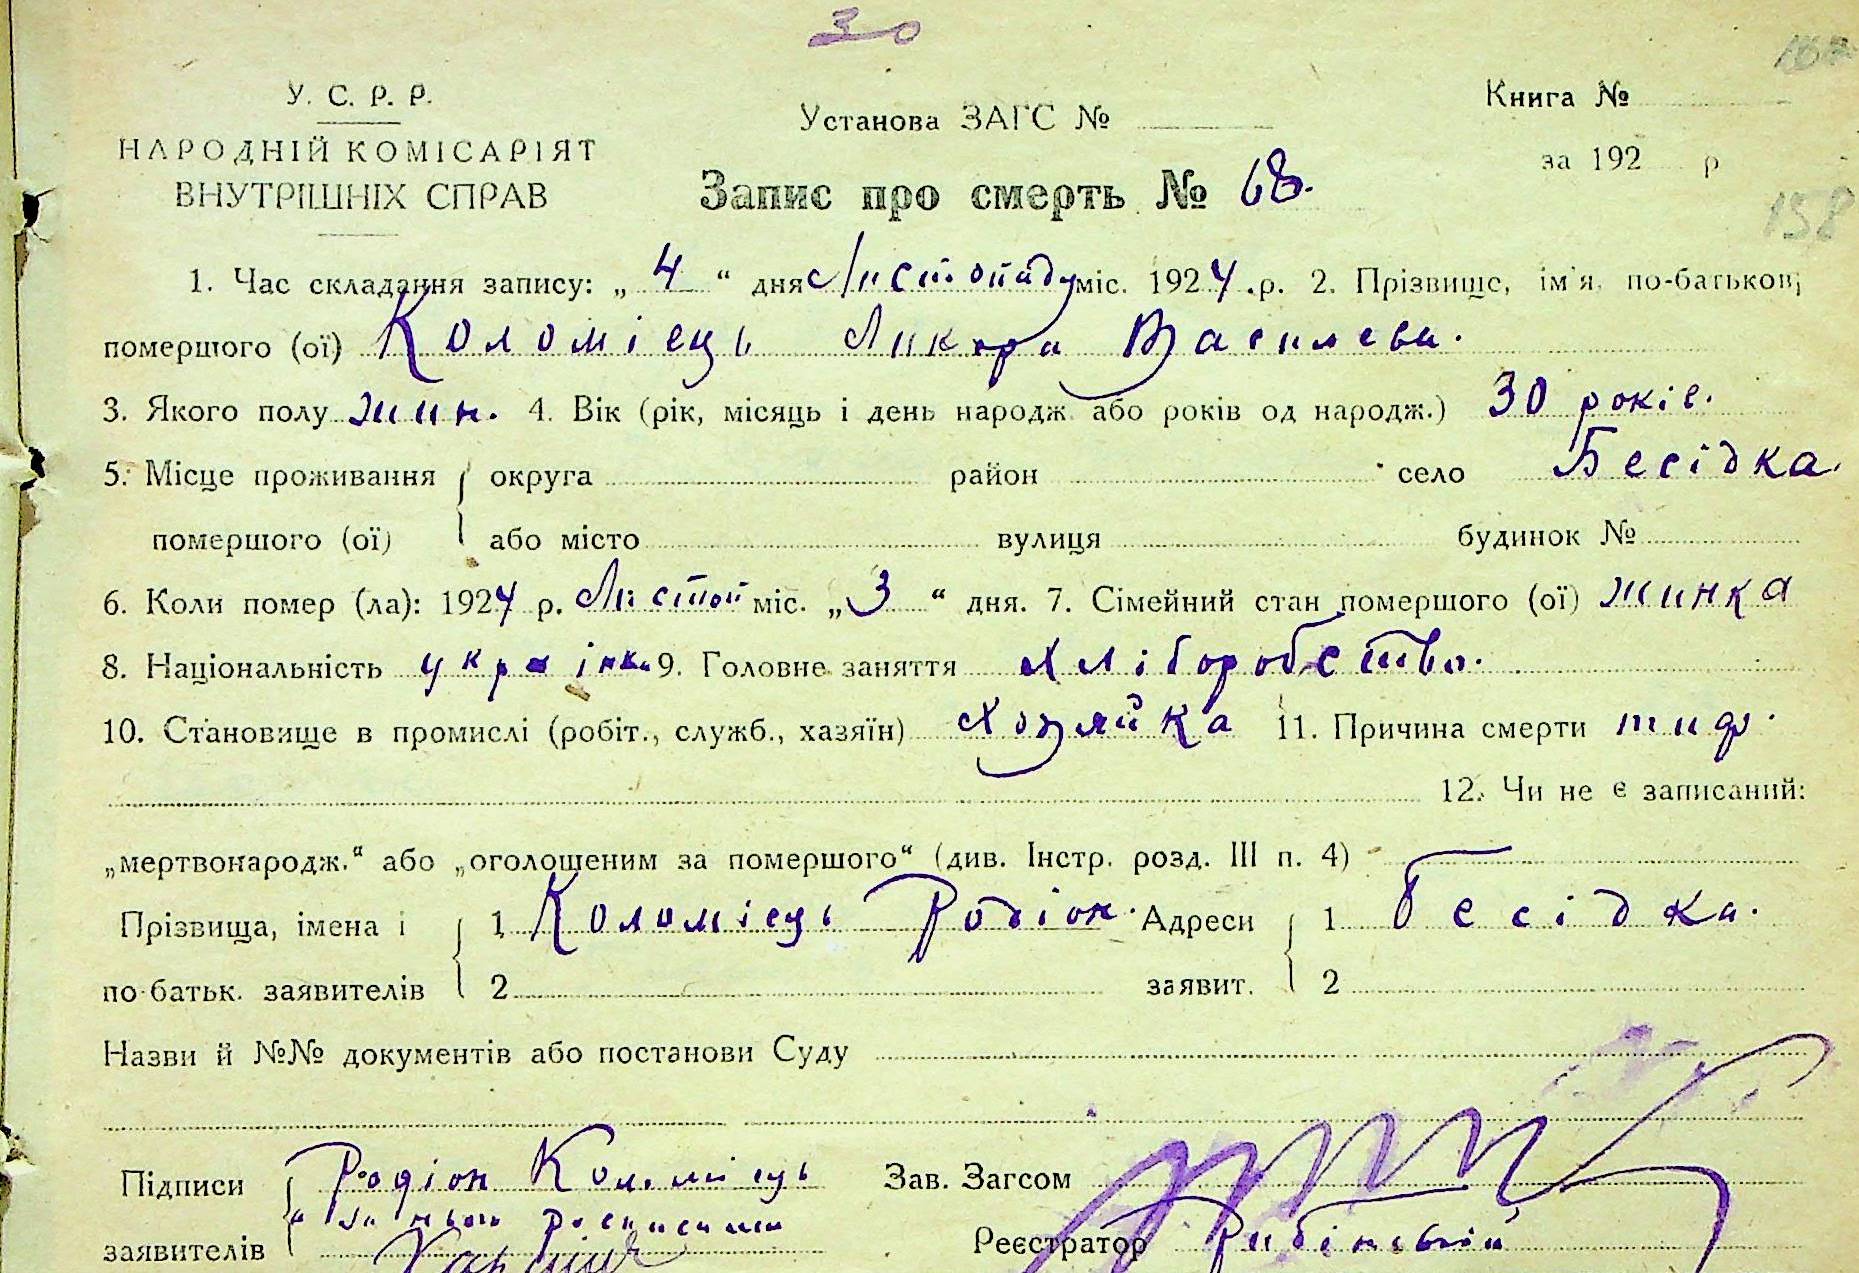 30
У. С. Р. Р.
НАРОДНІЙ КОМІСАРІЯТ
ВНУТРІШНІХ СПРАВ
Установа ЗАГС №
Книга №
за 192 р
158
Запис про смерть № 68.
1. Час складання запису: „ 4 “ дня Листопаду міс. 1924 р. 2. Прізвище, ім'я, по-батькові
померлого (ої) Коломієць Ликера Василева.
3. Якого полу жин. 4. Вік (рік, місяць і день народж. або років од народж.) 30 років.
5. Місце проживання округа район село Бесідка.
помершого (ої) або місто вулиця будинок №
6. Коли помер (ла): 1924 р. Листоп міс. „ 3 “ дня. 7. Сімейний стан помершого (ої) жинка
8. Національність українка 9. Головне заняття хліборобство.
10. Становище в промислі (робіт., служб., хазяїн) хозяйка 11. Причина смерти тиф.
12. Чи не є записаний:
„мертвонародж.“ або „оголошеним за помершого“ (див. Інстр. розд. III п. 4)
Прізвища, імена і 1 Коломієць Родіон. Адреси 1 Бесідка.
по-батьк. заявителів 2 заявит. 2
Назви й №№ документів або постанови Суду
Підписи Родіон Коломієць Зав. Загсом
заявителів Реєстратор